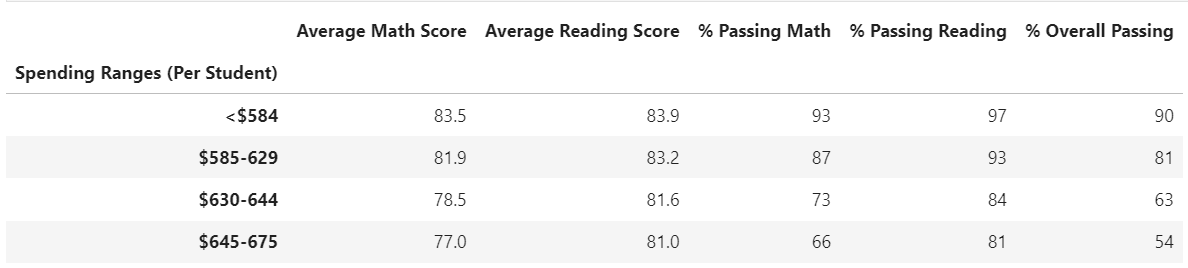 Average Math Score Average Reading Score % Passing Math % Passing Reading % Overall Passing
Spending Ranges (Per Student)
<$584 83.5 83.9 93 97 90
$585-629 81.9 83.2 87 93 81
$630-644 78.5 81.6 73 84 63
$645-675 77.0 81.0 66 81 54